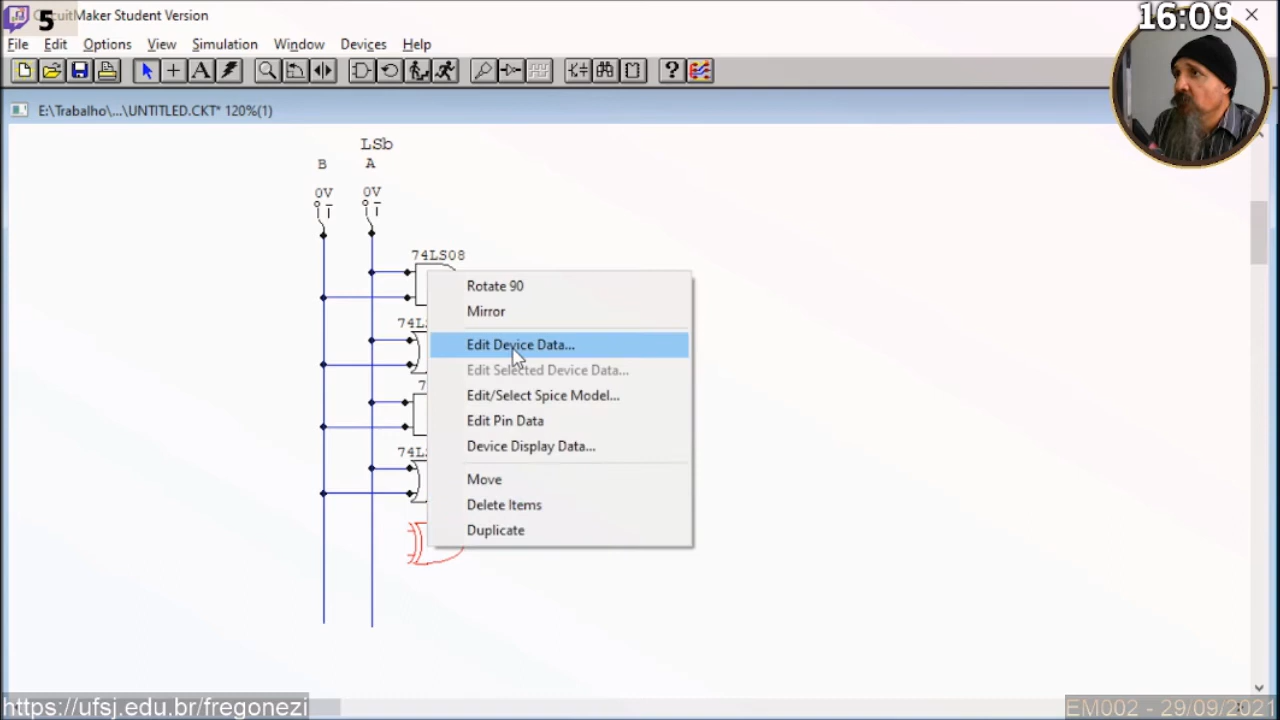 5
CircuitMaker Student Version
16:09
File Edit Options View Simulation Window Devices Help
E:\Trabalho\...\UNTITLED.CKT* 120%(1)
LSb
B A
0V 0V
74LS08
Rotate 90
Mirror
Edit Device Data...
Edit Selected Device Data...
Edit/Select Spice Model...
Edit Pin Data
Device Display Data...
Move
Delete Items
Duplicate
https://ufsj.edu.br/fregonezi
EM002 - 29/09/2021